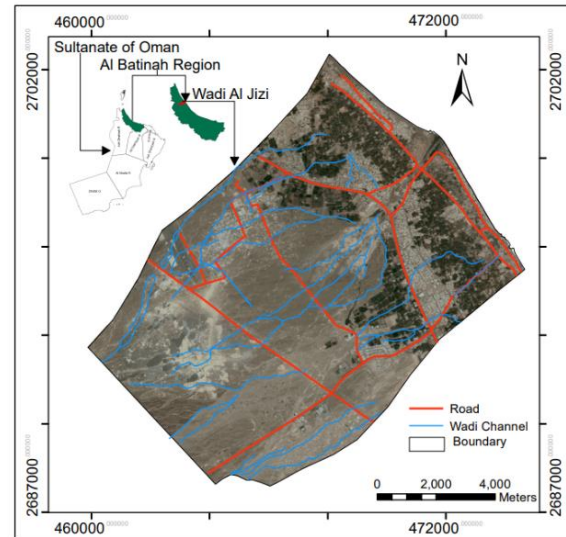 460000
472000
2702000
2702000
Sultanate of Oman
Al Batinah Region
Wadi Al Jizi
N
Road
Wadi Channel
Boundary
0
2,000
4,000
Meters
2687000
2687000
460000
472000